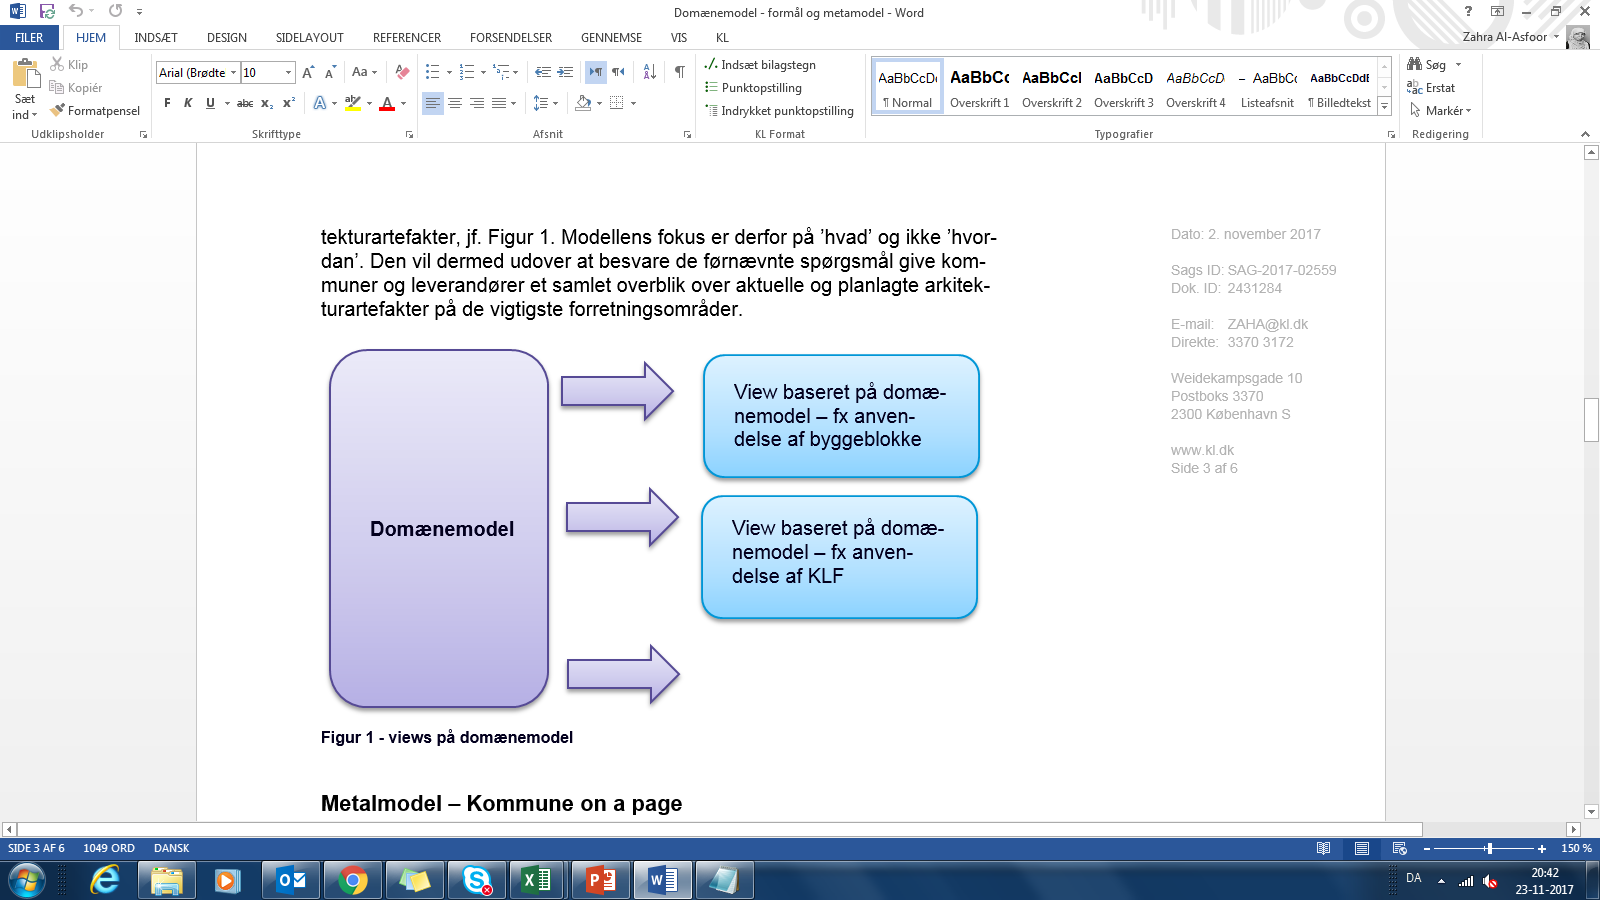 Domænemodel - formål og metamodel - Word
?
FILER HJEM INDSÆT DESIGN SIDELAYOUT REFERENCER FORSENDELSER GENNEMSE VIS KL
Zahra Al-Asfoor
Sæt ind
Klip
Kopiér
Formatpensel
Udklipsholder
Arial (Brødte 10
F K U abc x₂ x²
Aa
Skrifttype
Afsnit
Indsæt bilagstegn
Punktopstilling
Indrykket punktopstilling
KL Format
AaBbCcDd AaBbCc AaBbCcI AaBbCcD AaBbCcD – AaBbCc AaBbCcDdE
¶ Normal Overskrift 1 Overskrift 2 Overskrift 3 Overskrift 4 Listeafsnit ¶ Billedtekst
Typografier
Søg
Erstat
Markér
Redigering
tekturartefakter, jf. Figur 1. Modellens fokus er derfor på ’hvad’ og ikke ’hvor-
dan’. Den vil dermed udover at besvare de førnævnte spørgsmål give kom-
muner og leverandører et samlet overblik over aktuelle og planlagte arkitek-
turartefakter på de vigtigste forretningsområder.
Dato: 2. november 2017
Sags ID: SAG-2017-02559
Dok. ID: 2431284
E-mail: ZAHA@kl.dk
Direkte: 3370 3172
Weidekampsgade 10
Postboks 3370
2300 København S
www.kl.dk
Side 3 af 6
Domænemodel
View baseret på domæ-
nemodel – fx anven-
delse af byggeblokke
View baseret på domæ-
nemodel – fx anven-
delse af KLF
Figur 1 - views på domænemodel
Metalmodel – Kommune on a page
SIDE 3 AF 6 1049 ORD DANSK
150 %
DA
20:42
23-11-2017